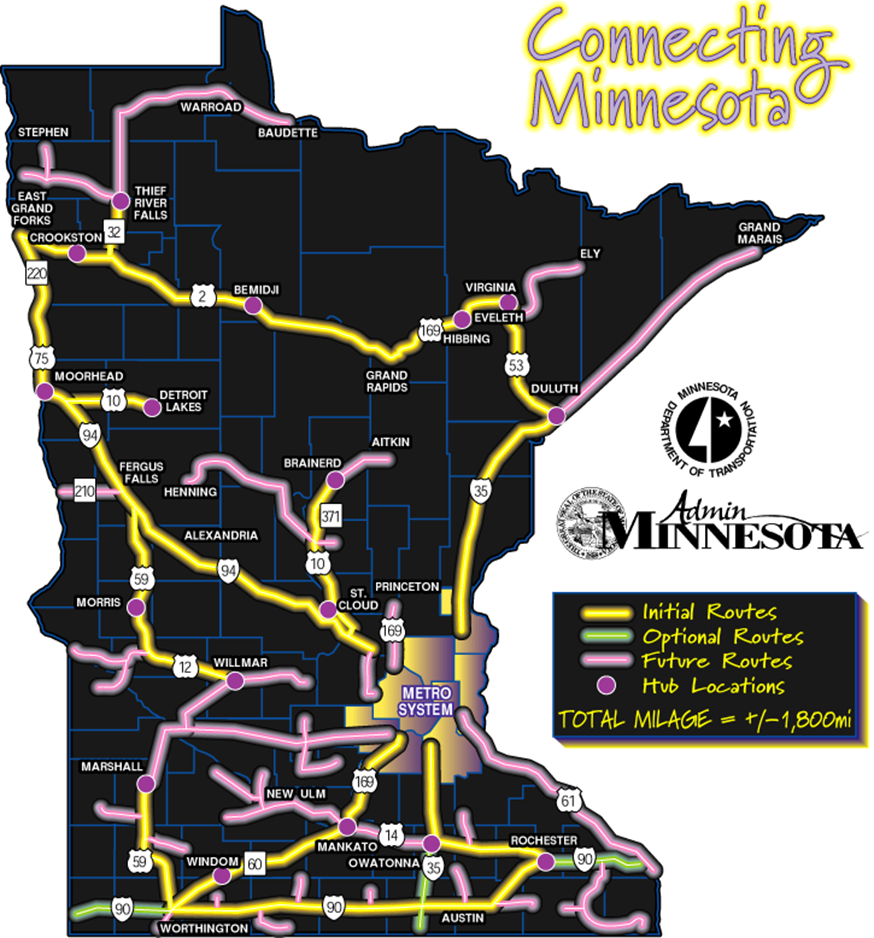 Connecting
Minnesota
WARROAD
BAUDETTE
STEPHEN
EAST
GRAND
FORKS
THIEF
RIVER
FALLS
CROOKSTON
32
220
GRAND
MARAIS
ELY
2
BEMIDJI
VIRGINIA
EVELETH
169
HIBBING
75
GRAND
RAPIDS
53
MOORHEAD
10
DETROIT
LAKES
DULUTH
94
MINNESOTA
DEPARTMENT OF TRANSPORTATION
FERGUS
FALLS
210
HENNING
BRAINERD
AITKIN
35
371
ALEXANDRIA
94
10
Admin
MINNESOTA
59
MORRIS
ST.
CLOUD
PRINCETON
169
12
WILLMAR
METRO
SYSTEM
Initial Routes
Optional Routes
Future Routes
Hub Locations
TOTAL MILAGE = +/-1,800mi
MARSHALL
169
NEW ULM
61
MANKATO
14
OWATONNA
35
ROCHESTER
90
59
WINDOM
60
90
WORTHINGTON
90
AUSTIN